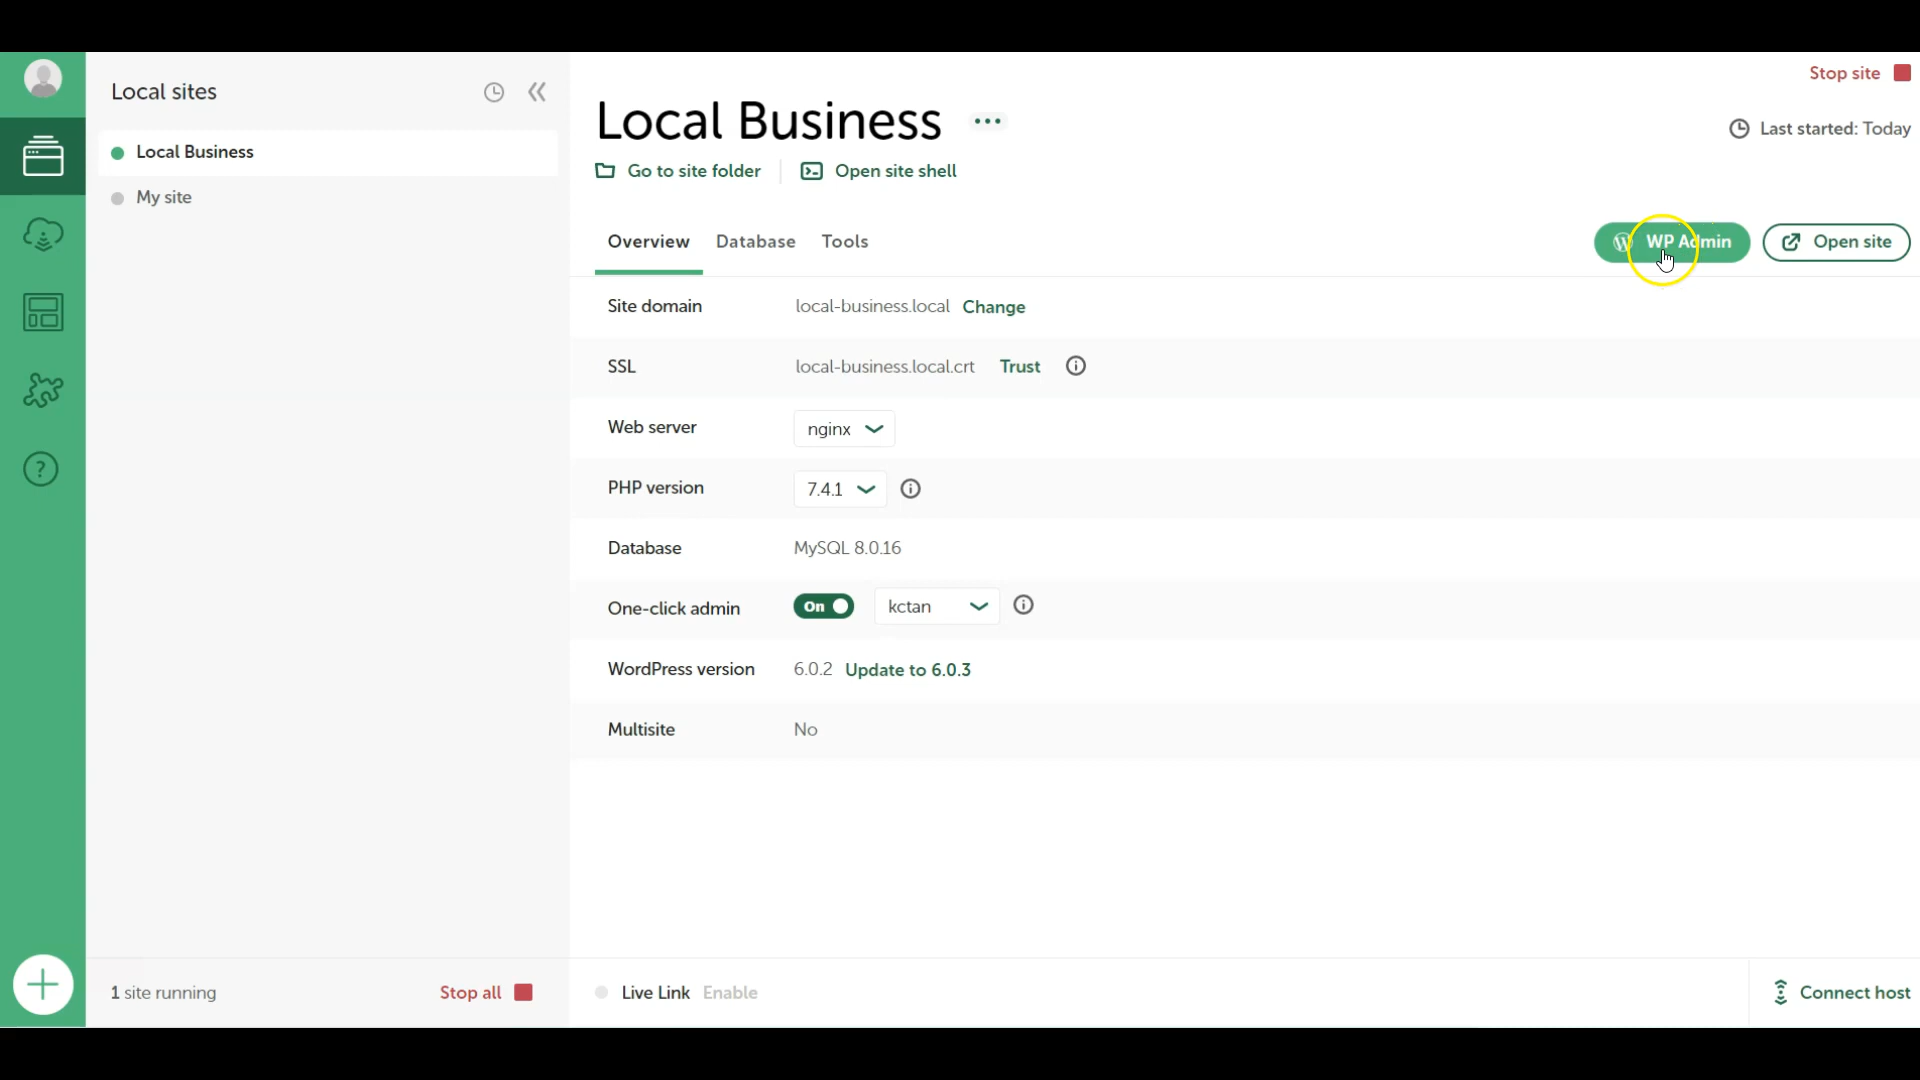 Local sites
Local Business
My site
1 site running
Stop all
Stop site
Local Business
Last started: Today
Go to site folder
Open site shell
Overview
Database
Tools
WP Admin
Open site
Site domain
local-business.local Change
SSL
local-business.local.crt Trust
Web server
nginx
PHP version
7.4.1
Database
MySQL 8.0.16
One-click admin
On
kctan
WordPress version
6.0.2 Update to 6.0.3
Multisite
No
Live Link Enable
Connect host